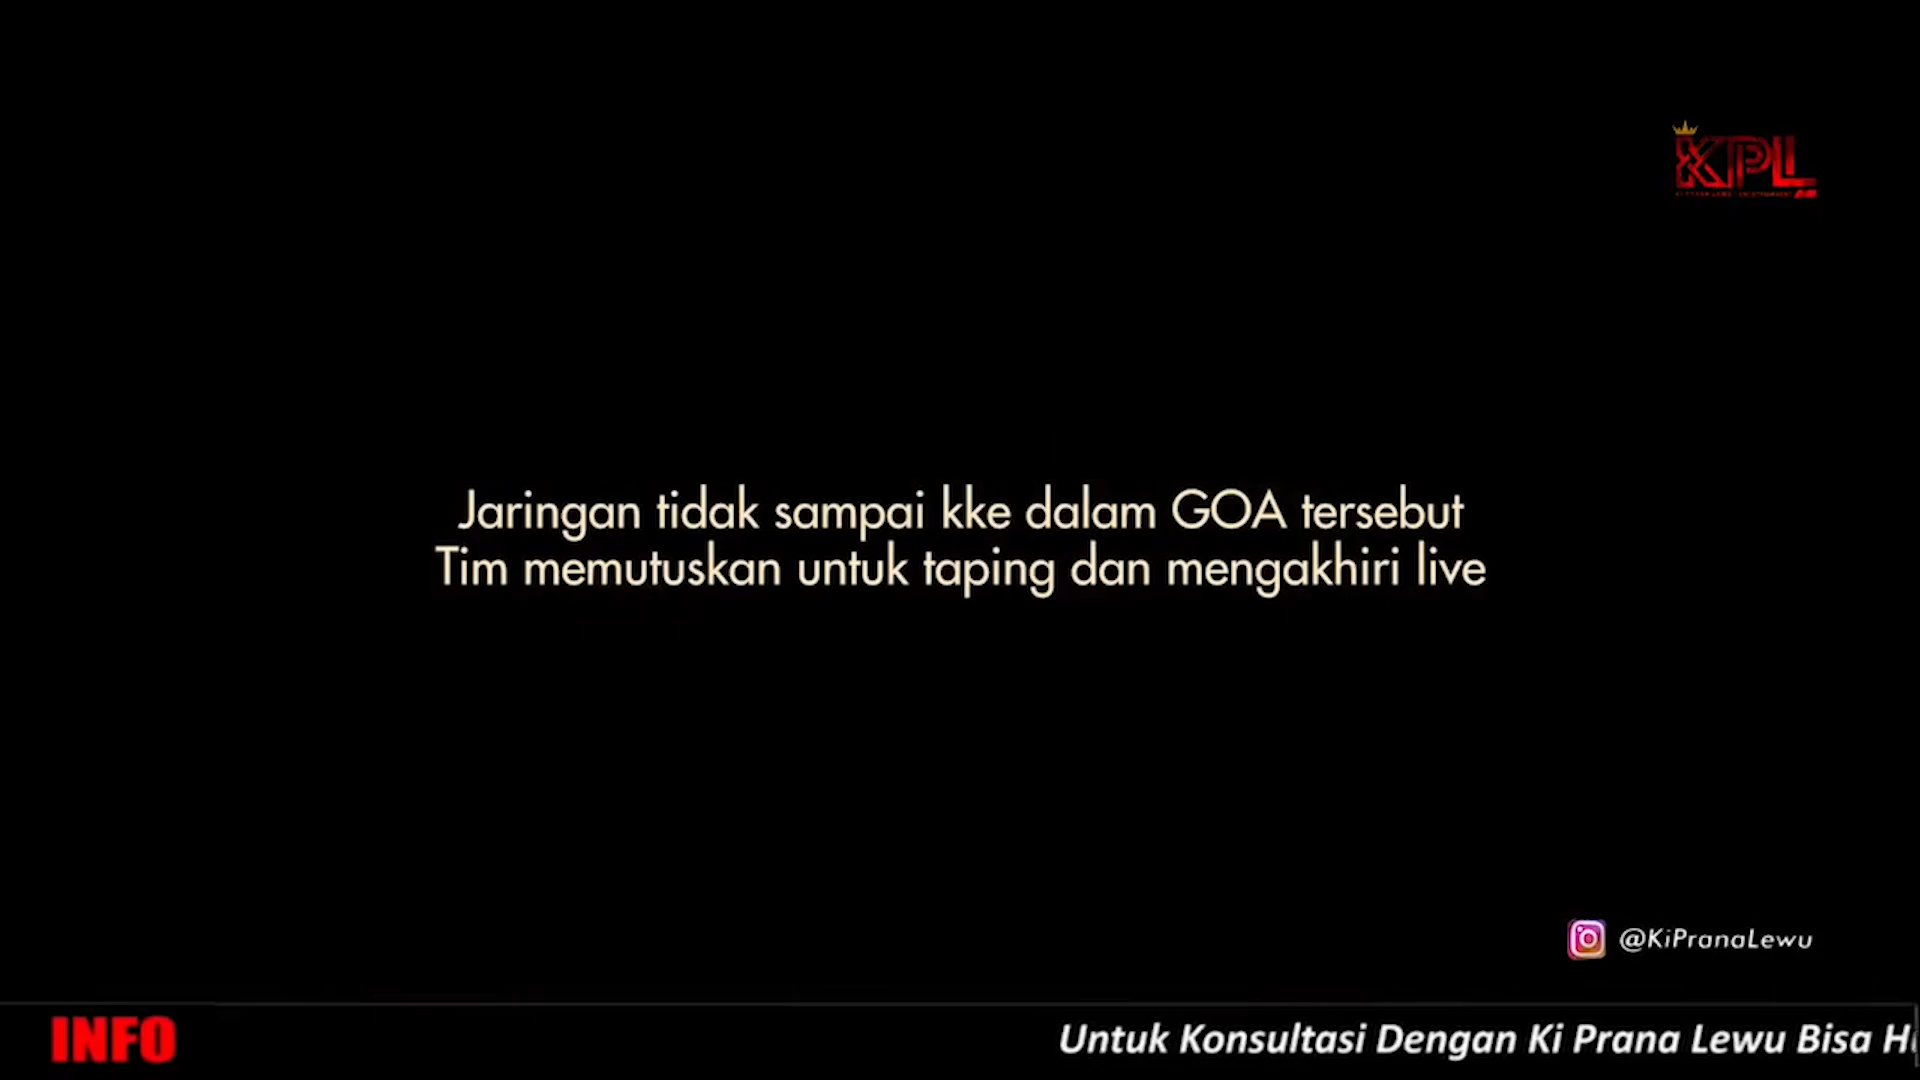 KPL
Jaringan tidak sampai kke dalam GOA tersebut
Tim memutuskan untuk taping dan mengakhiri live
@KiPranaLewu
INFO
Untuk Konsultasi Dengan Ki Prana Lewu Bisa